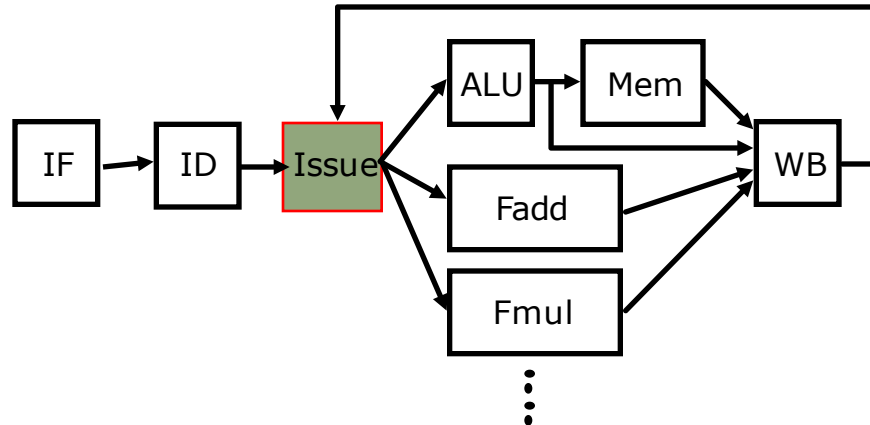 IF
ID
Issue
ALU
Mem
Fadd
Fmul
WB